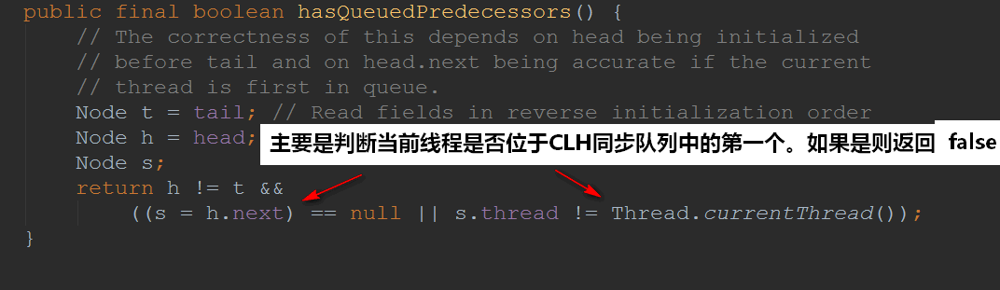 public final boolean hasQueuedPredecessors() {
// The correctness of this depends on head being initialized
// before tail and on head.next being accurate if the current
// thread is first in queue.
Node t = tail; // Read fields in reverse initialization order
Node h = head;
主要是判断当前线程是否位于CLH同步队列中的第一个。如果是则返回 false
Node s;
return h != t &&
((s = h.next) == null || s.thread != Thread.currentThread());
}